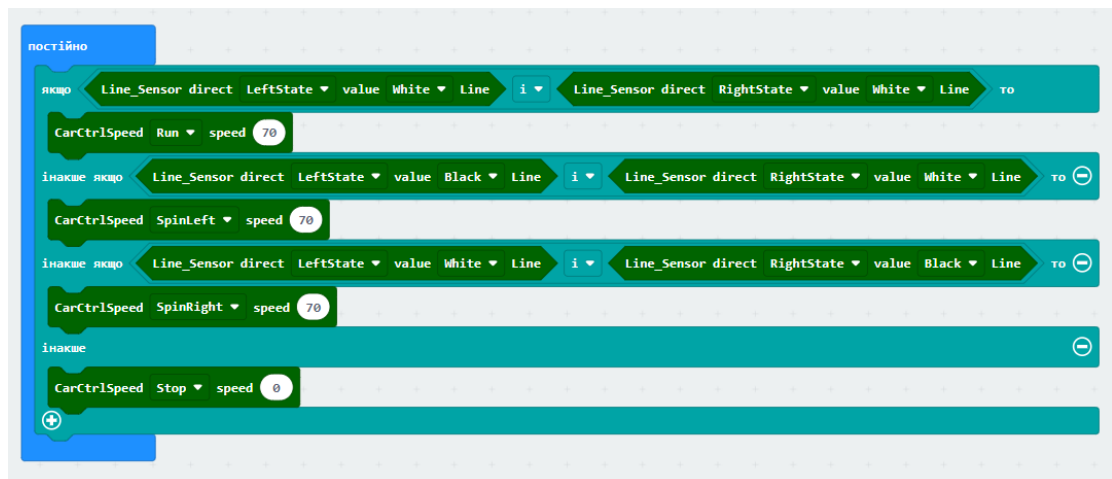 постійно
якщо Line_Sensor direct LeftState value White Line і Line_Sensor direct RightState value White Line то
CarCtrlSpeed Run speed 70
інакше якщо Line_Sensor direct LeftState value Black Line і Line_Sensor direct RightState value White Line то
CarCtrlSpeed SpinLeft speed 70
інакше якщо Line_Sensor direct LeftState value White Line і Line_Sensor direct RightState value Black Line то
CarCtrlSpeed SpinRight speed 70
інакше
CarCtrlSpeed Stop speed 0